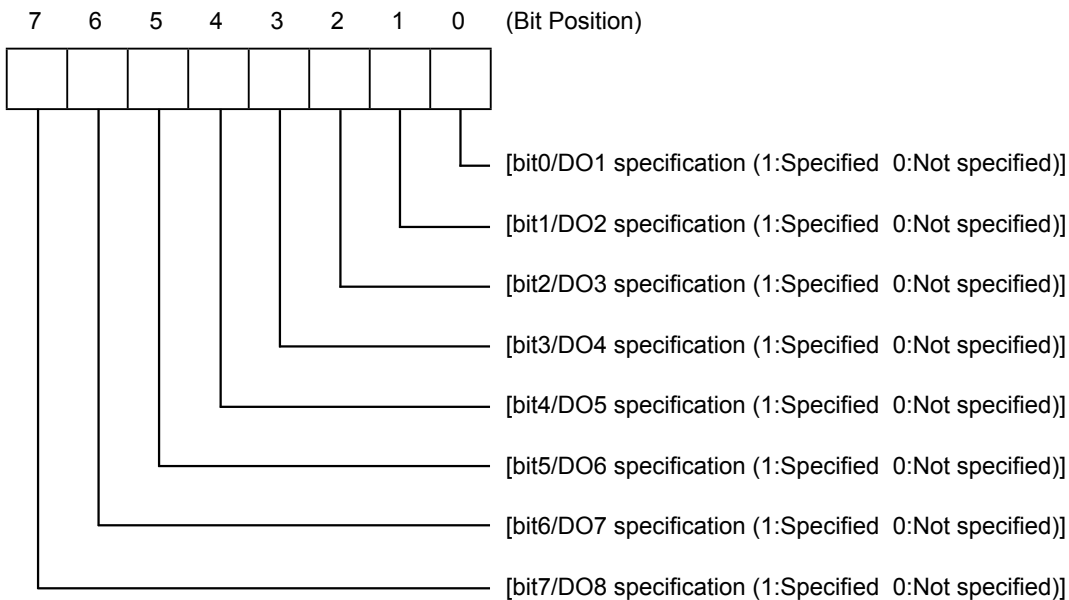 7 6 5 4 3 2 1 0 (Bit Position)
[bit0/DO1 specification (1:Specified 0:Not specified)]
[bit1/DO2 specification (1:Specified 0:Not specified)]
[bit2/DO3 specification (1:Specified 0:Not specified)]
[bit3/DO4 specification (1:Specified 0:Not specified)]
[bit4/DO5 specification (1:Specified 0:Not specified)]
[bit5/DO6 specification (1:Specified 0:Not specified)]
[bit6/DO7 specification (1:Specified 0:Not specified)]
[bit7/DO8 specification (1:Specified 0:Not specified)]